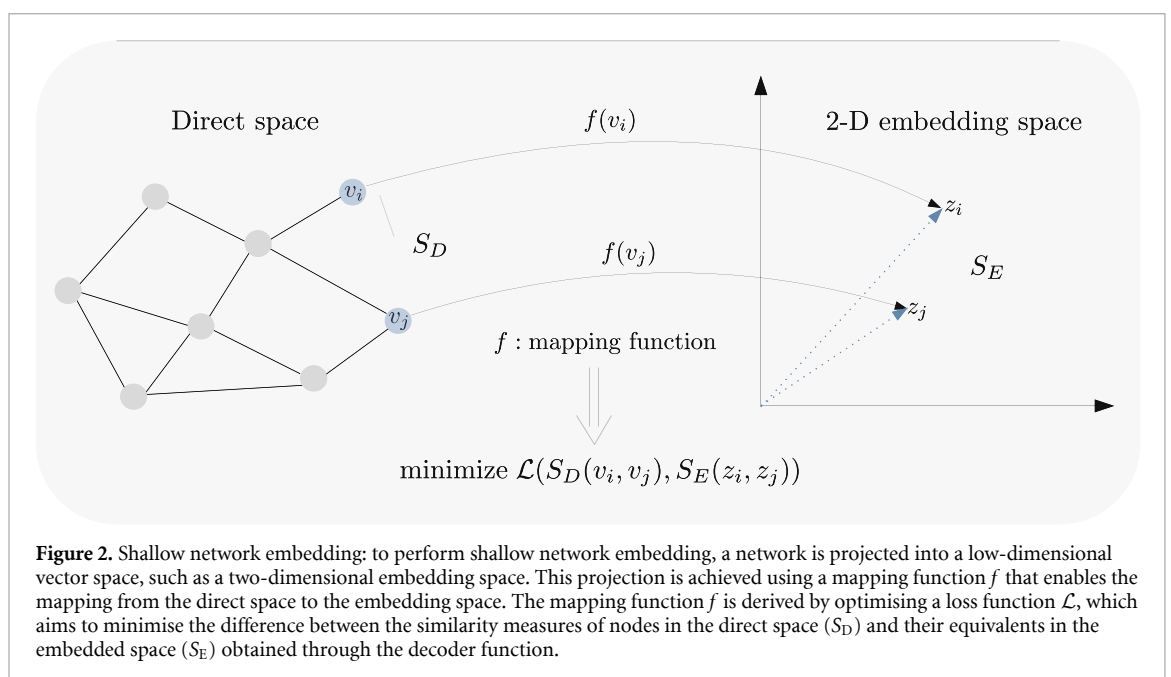 Direct space
f(v_i)
2-D embedding space
v_i
z_i
S_D
f(v_j)
S_E
v_j
z_j
f : mapping function
minimize ℒ(S_D(v_i, v_j), S_E(z_i, z_j))
Figure 2. Shallow network embedding: to perform shallow network embedding, a network is projected into a low-dimensional
vector space, such as a two-dimensional embedding space. This projection is achieved using a mapping function f that enables the
mapping from the direct space to the embedding space. The mapping function f is derived by optimising a loss function ℒ, which
aims to minimise the difference between the similarity measures of nodes in the direct space (S_D) and their equivalents in the
embedded space (S_E) obtained through the decoder function.